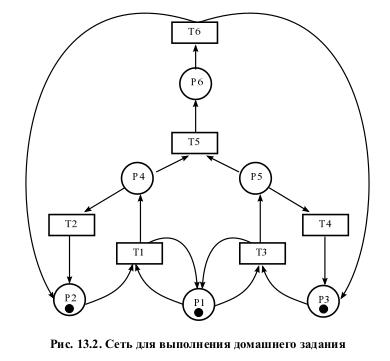 T6
P6
T5
P4
P5
T2
T4
T1
T3
P2
P1
P3
Рис. 13.2. Сеть для выполнения домашнего задания